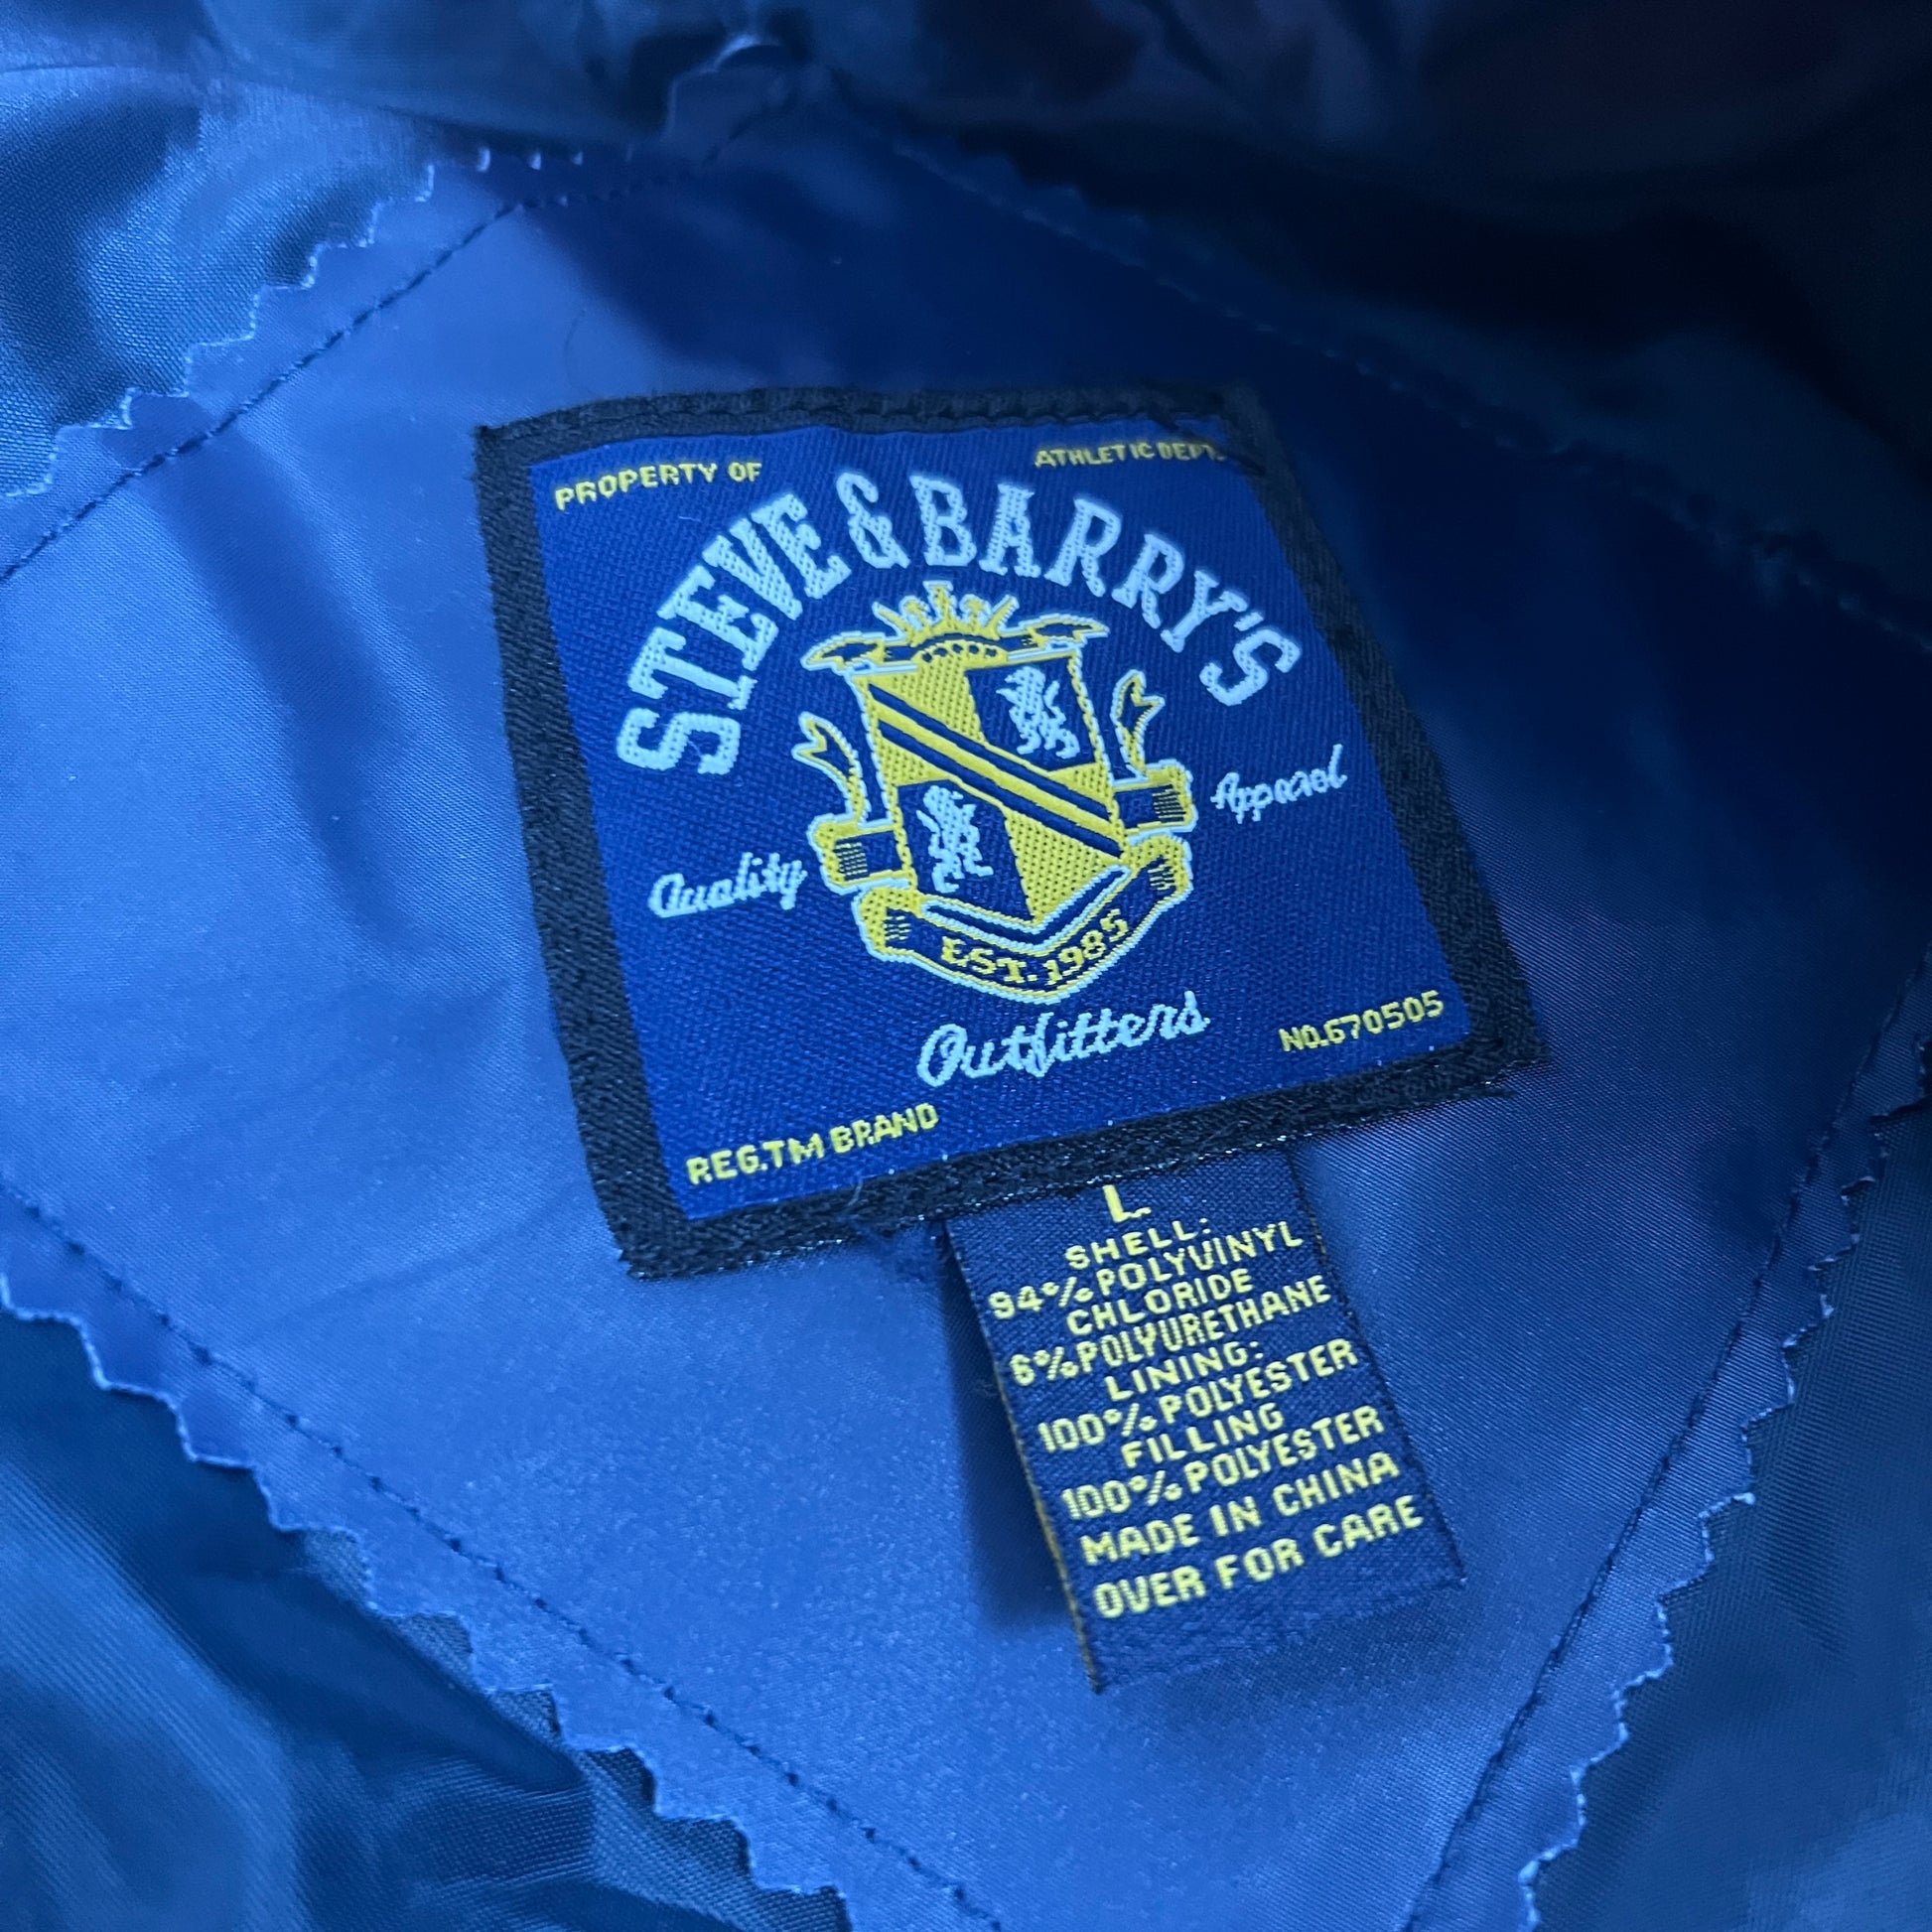 PROPERTY OF
ATHLETIC DEPT.
STEVE & BARRY'S
Quality
Apparel
EST. 1985
Outfitters
NO.670505
REG.TM BRAND
L
SHELL:
94% POLYVINYL
CHLORIDE
6% POLYURETHANE
LINING:
100% POLYESTER
FILLING
100% POLYESTER
MADE IN CHINA
OVER FOR CARE